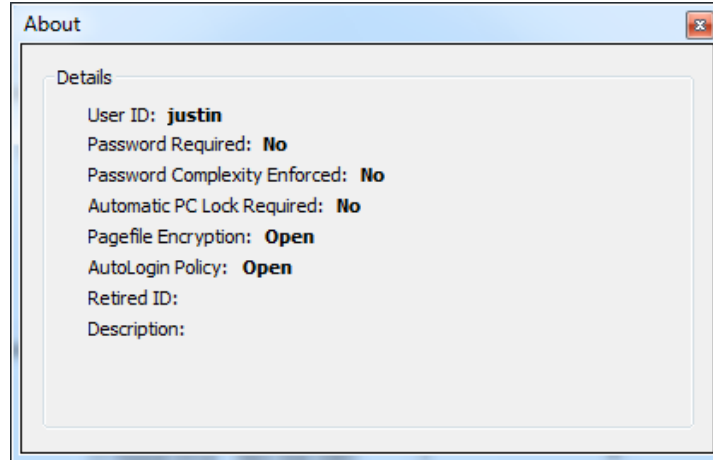 About
Details
User ID: justin
Password Required: No
Password Complexity Enforced: No
Automatic PC Lock Required: No
Pagefile Encryption: Open
AutoLogin Policy: Open
Retired ID:
Description: